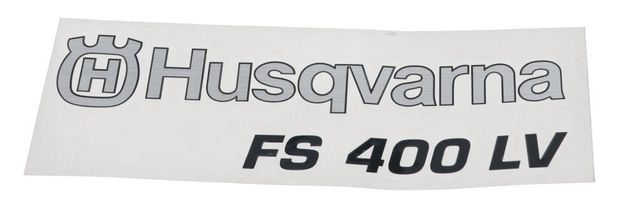 H Husqvarna
FS 400 LV